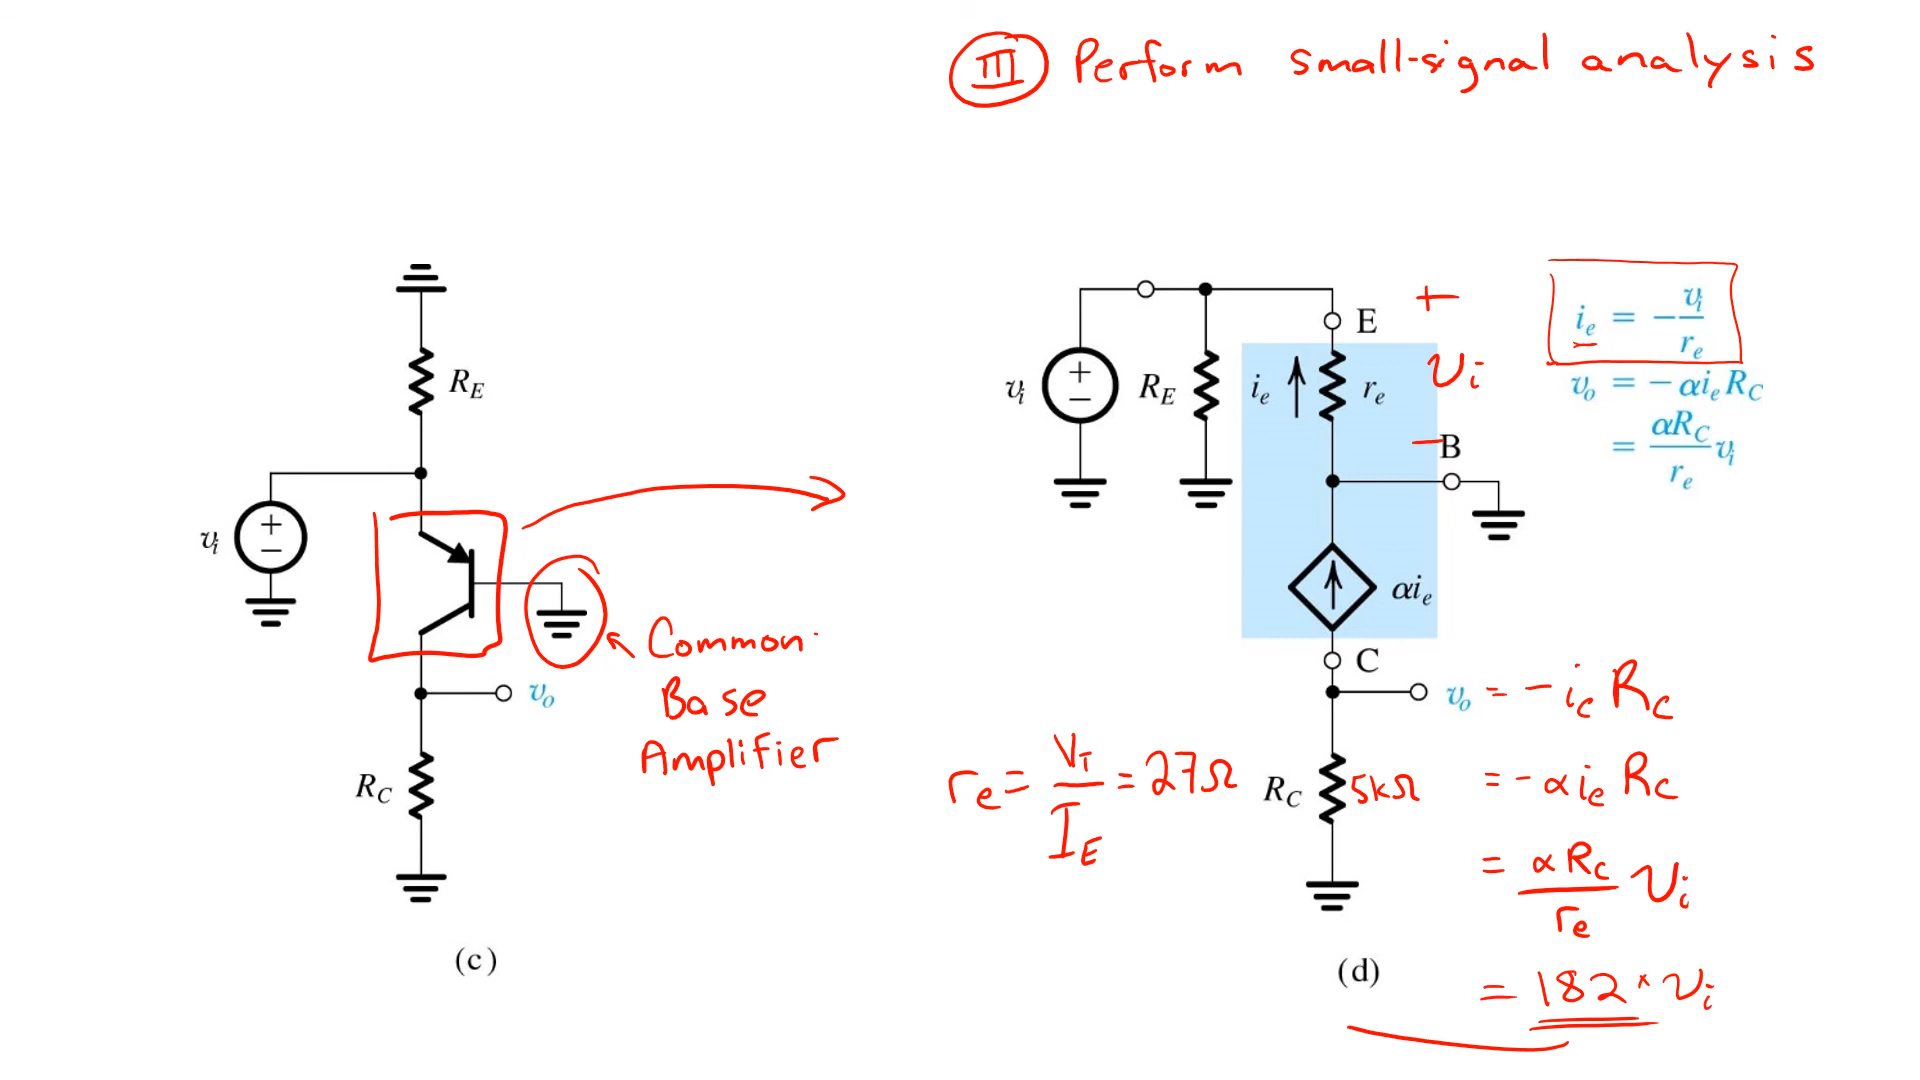 III Perform small-signal analysis
R_E
v_i
+
−
v_o
R_C
(c)
Common-
Base
Amplifier
v_i
+
−
R_E
i_e
r_e
E
+
v_i
−
B
αi_e
C
i_e = −v_i/r_e
v_o = −αi_e R_C
= αR_C/r_e v_i
v_o = −i_c R_C
= −αi_e R_C
= αR_C/r_e v_i
= 182 × v_i
r_e = V_T/I_E = 27Ω
R_C 5kΩ
(d)